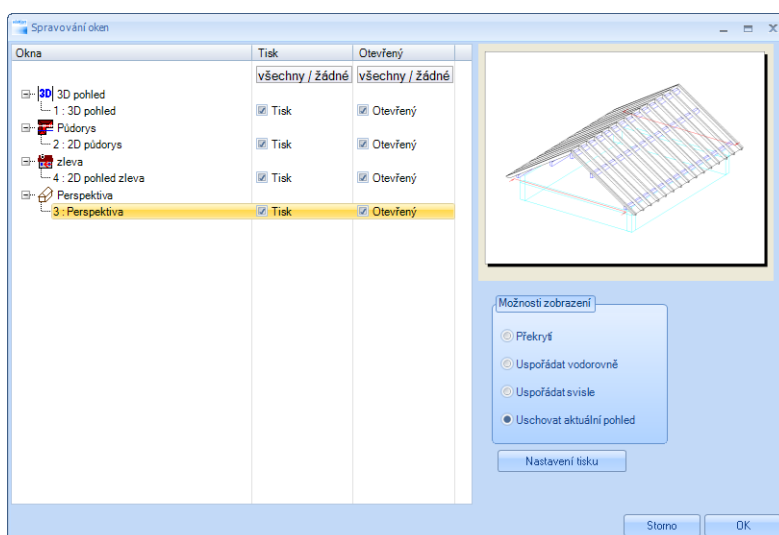 Spravování oken
Okna Tisk Otevřený
všechny / žádné všechny / žádné
3D 3D pohled
1 : 3D pohled Tisk Otevřený
Půdorys
2 : 2D půdorys Tisk Otevřený
zleva
4 : 2D pohled zleva Tisk Otevřený
Perspektiva
3 : Perspektiva Tisk Otevřený
Možnosti zobrazení
Překrytí
Uspořádat vodorovně
Uspořádat svisle
Uschovat aktuální pohled
Nastavení tisku
Storno OK